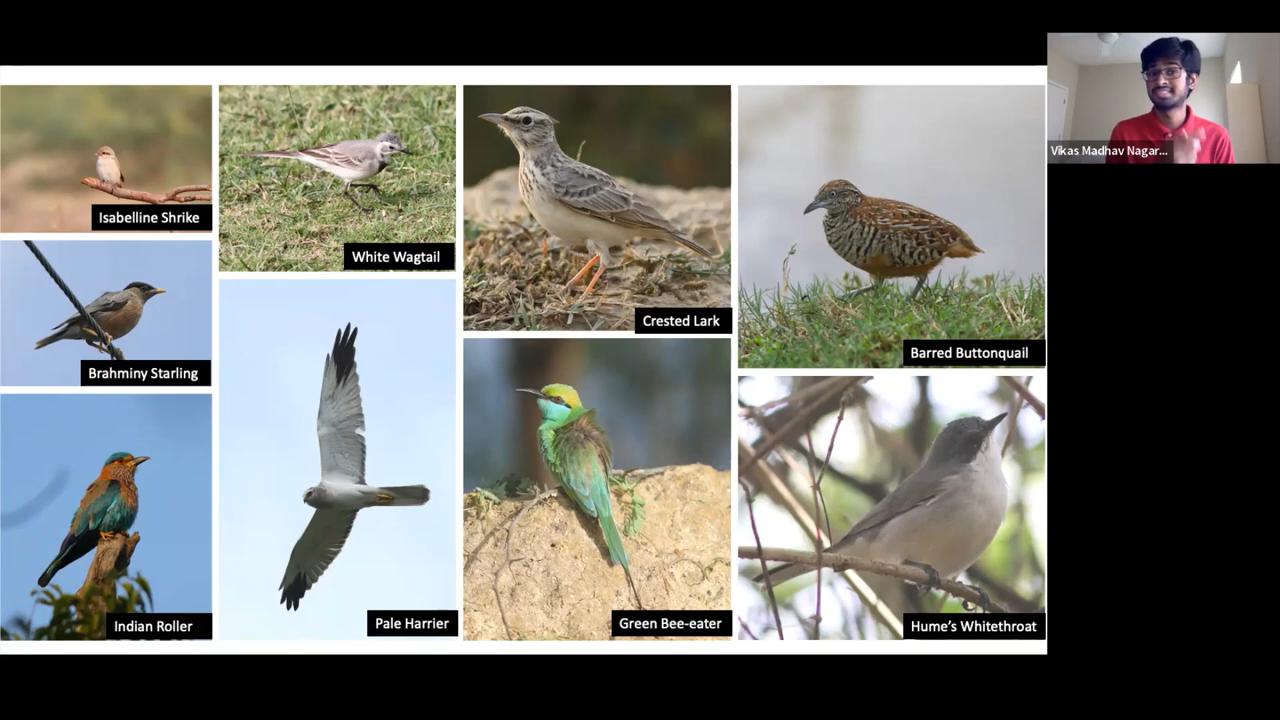 Isabelline Shrike
White Wagtail
Crested Lark
Barred Buttonquail
Brahminy Starling
Indian Roller
Pale Harrier
Green Bee-eater
Hume’s Whitethroat
Vikas Madhav Nagar...